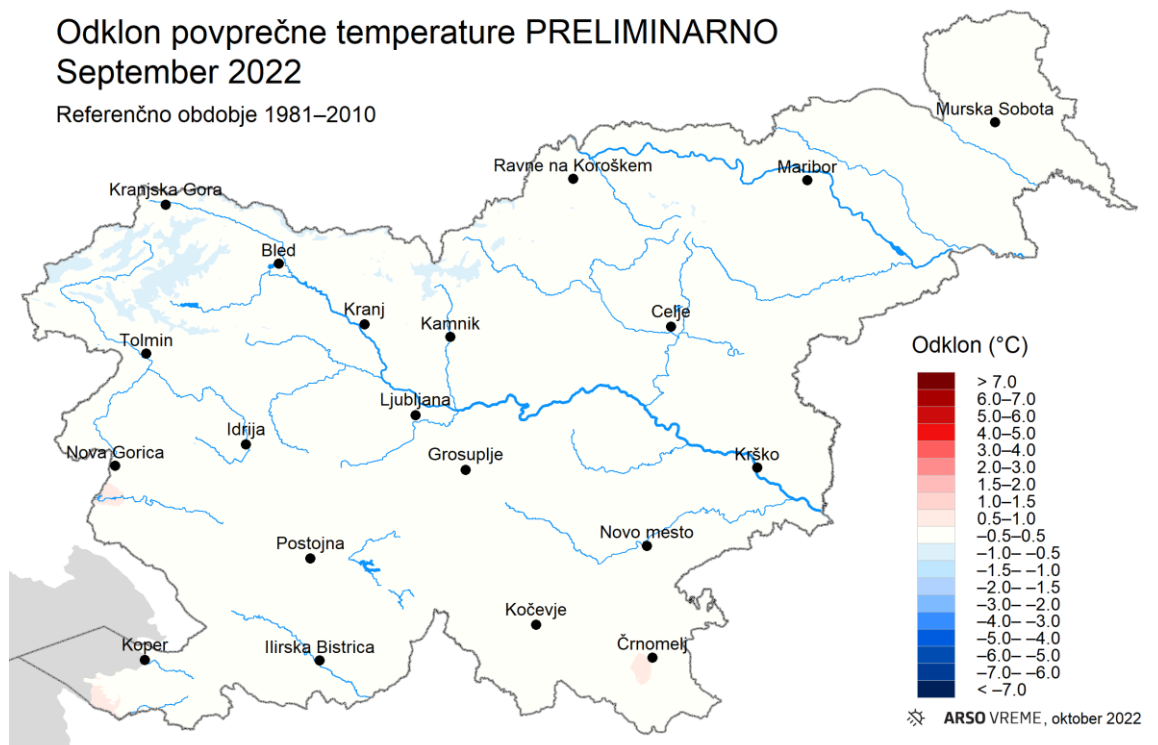 Odklon povprečne temperature PRELIMINARNO
September 2022
Referenčno obdobje 1981–2010
Murska Sobota
Ravne na Koroškem
Maribor
Kranjska Gora
Bled
Kranj
Kamnik
Celje
Tolmin
Ljubljana
Idrija
Nova Gorica
Grosuplje
Krško
Novo mesto
Postojna
Kočevje
Koper
Ilirska Bistrica
Črnomelj
Odklon (°C)
> 7.0
6.0–7.0
5.0–6.0
4.0–5.0
3.0–4.0
2.0–3.0
1.5–2.0
1.0–1.5
0.5–1.0
–0.5–0.5
–1.0– –0.5
–1.5– –1.0
–2.0– –1.5
–3.0– –2.0
–4.0– –3.0
–5.0– –4.0
–6.0– –5.0
–7.0– –6.0
< –7.0
ARSO VREME, oktober 2022